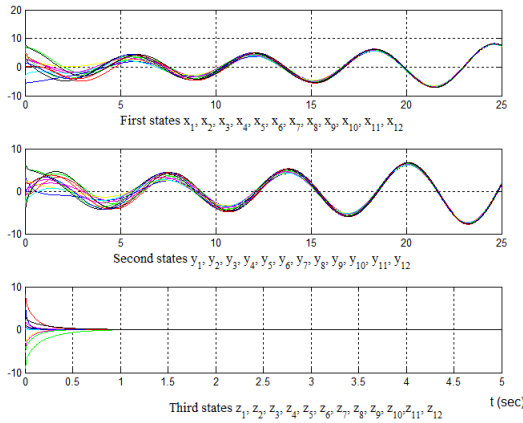 20
10
0
-10
0 5 10 15 20 25
First states x1, x2, x3, x4, x5, x6, x7, x8, x9, x10, x11, x12
10
0
-10
0 5 10 15 20 25
Second states y1, y2, y3, y4, y5, y6, y7, y8, y9, y10, y11, y12
10
0
-10
0 0.5 1 1.5 2 2.5 3 3.5 4 4.5 5
t (sec)
Third states z1, z2, z3, z4, z5, z6, z7, z8, z9, z10,z11, z12